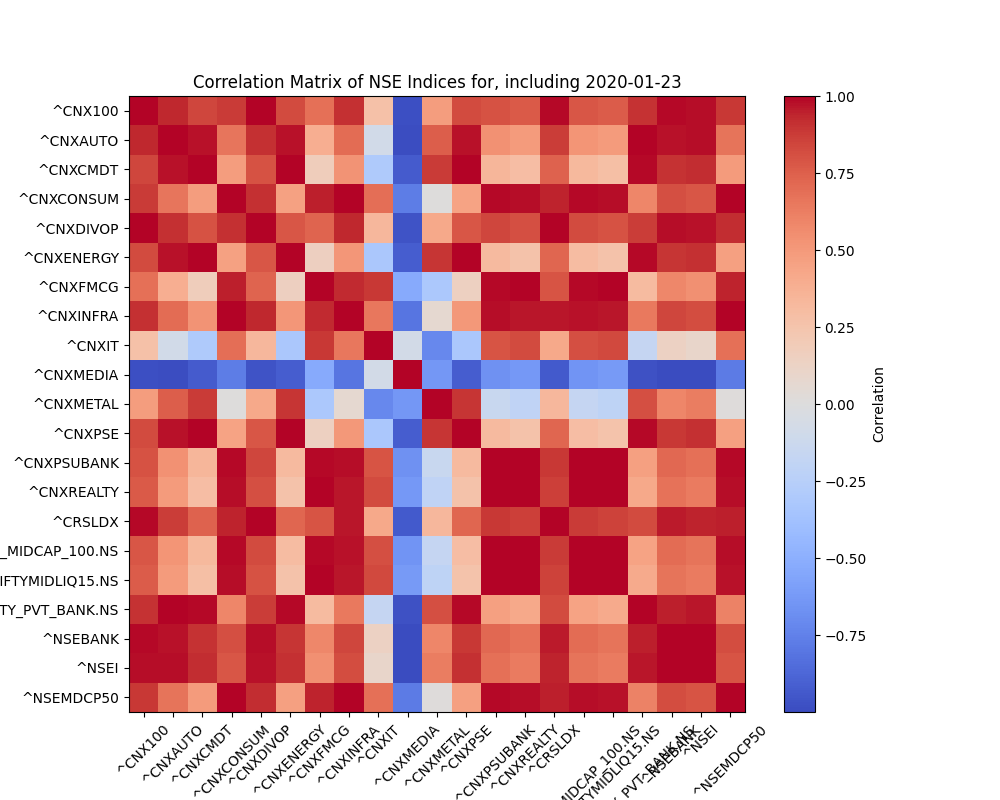 Correlation Matrix of NSE Indices for, including 2020-01-23
^CNX100
^CNXAUTO
^CNXCMDT
^CNXCONSUM
^CNXDIVOP
^CNXENERGY
^CNXFMCG
^CNXINFRA
^CNXIT
^CNXMEDIA
^CNXMETAL
^CNXPSE
^CNXPSUBANK
^CNXREALTY
^CRSLDX
_MIDCAP_100.NS
IFTYMIDLIQ15.NS
TY_PVT_BANK.NS
^NSEBANK
^NSEI
^NSEMDCP50
^CNX100
^CNXAUTO
^CNXCMDT
^CNXCONSUM
^CNXDIVOP
^CNXENERGY
^CNXFMCG
^CNXINFRA
^CNXIT
^CNXMEDIA
^CNXMETAL
^CNXPSE
^CNXPSUBANK
^CNXREALTY
^CRSLDX
MIDCAP_100.NS
TYMIDLIQ15.NS
_PVT_BANK.NS
^NSEBANK
^NSEI
^NSEMDCP50
1.00
0.75
0.50
0.25
0.00
−0.25
−0.50
−0.75
Correlation